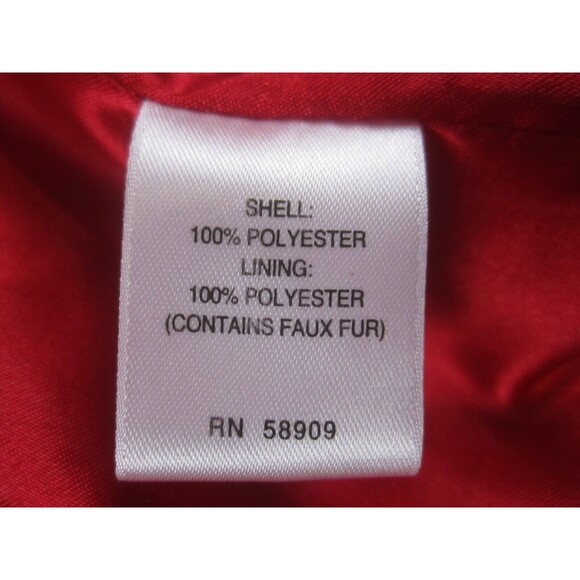 SHELL:
100% POLYESTER
LINING:
100% POLYESTER
(CONTAINS FAUX FUR)
RN 58909